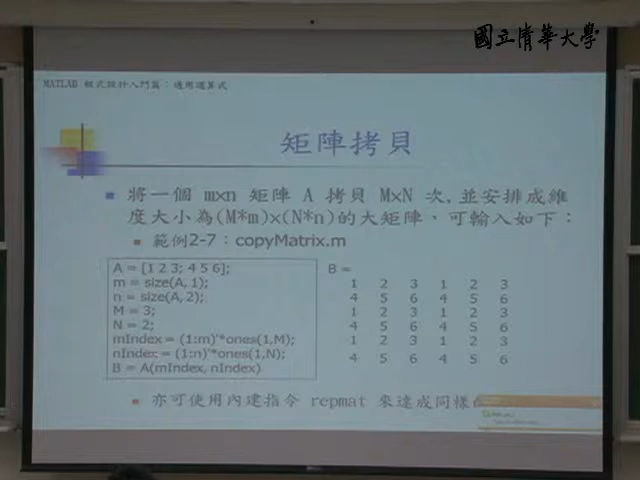 國立清華大學
MATLAB 程式設計入門篇：通用運算式
矩陣拷貝
將一個 m×n 矩陣 A 拷貝 M×N 次，並安排成維
度大小為(M*m)×(N*n)的大矩陣，可輸入如下：
範例2-7：copyMatrix.m
A = [1 2 3; 4 5 6];
m = size(A, 1);
n = size(A, 2);
M = 3;
N = 2;
mIndex = (1:m)'*ones(1,M);
nIndex = (1:n)'*ones(1,N);
B = A(mIndex, nIndex)
B =
1 2 3 1 2 3
4 5 6 4 5 6
1 2 3 1 2 3
4 5 6 4 5 6
1 2 3 1 2 3
4 5 6 4 5 6
亦可使用內建指令 repmat 來達成同樣